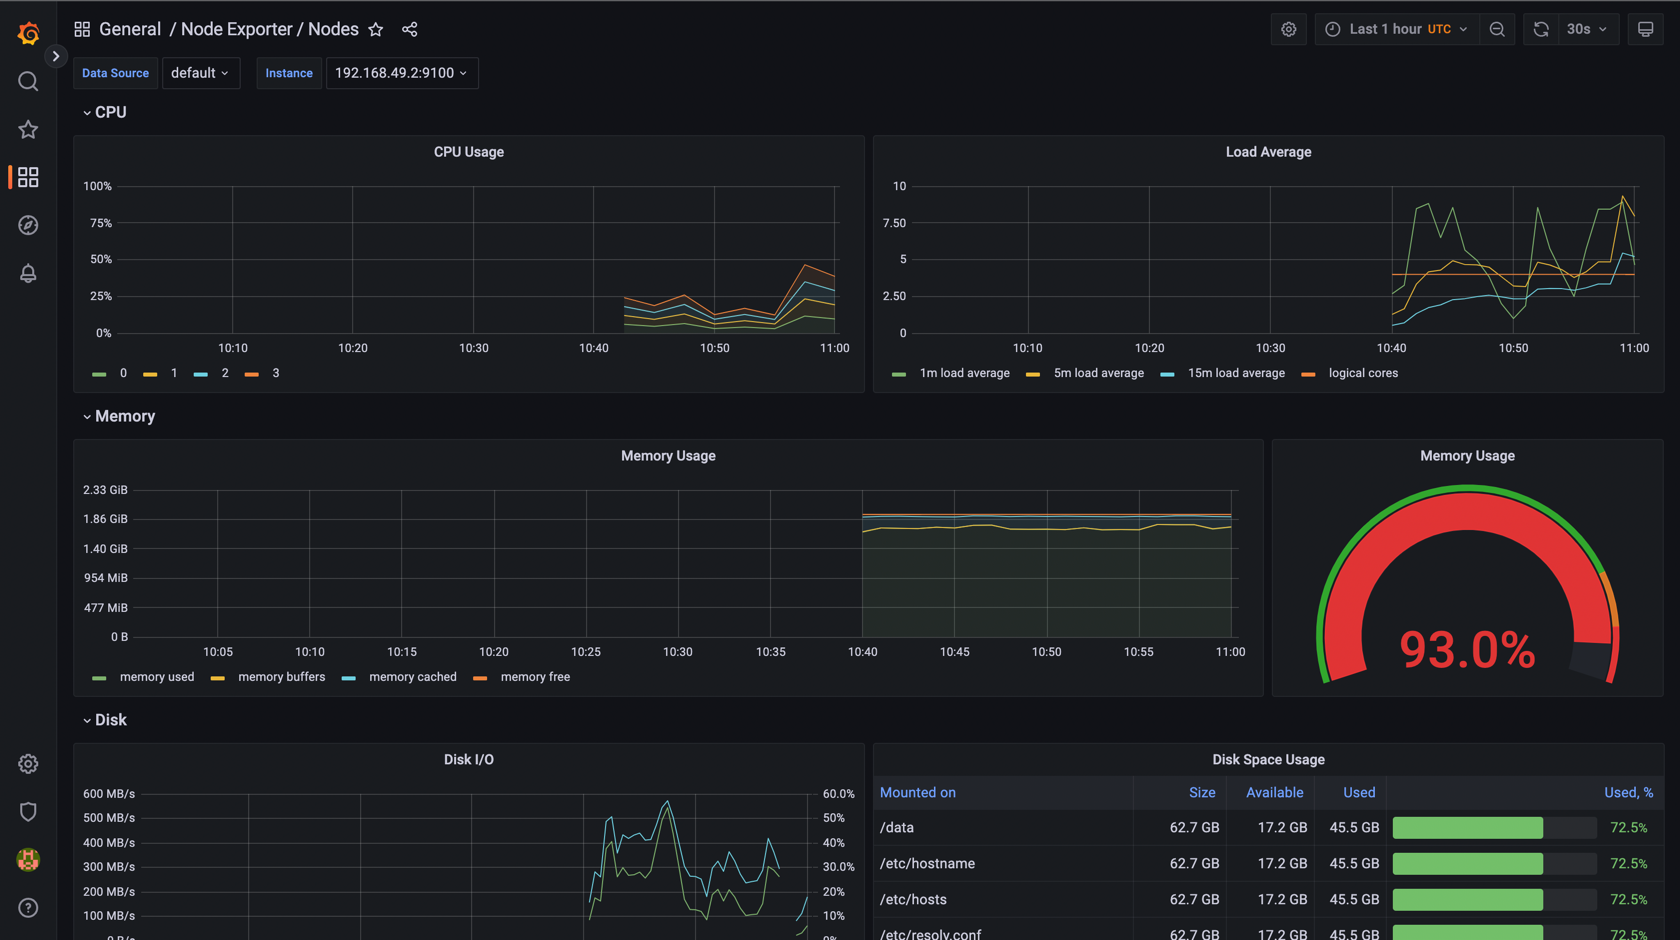 General / Node Exporter / Nodes
Last 1 hour UTC
30s
Data Source default Instance 192.168.49.2:9100
CPU
CPU Usage
100%
75%
50%
25%
0%
10:10 10:20 10:30 10:40 10:50 11:00
0 1 2 3
Load Average
10
7.50
5
2.50
0
10:10 10:20 10:30 10:40 10:50 11:00
1m load average 5m load average 15m load average logical cores
Memory
Memory Usage
2.33 GiB
1.86 GiB
1.40 GiB
954 MiB
477 MiB
0 B
10:05 10:10 10:15 10:20 10:25 10:30 10:35 10:40 10:45 10:50 10:55 11:00
memory used memory buffers memory cached memory free
Memory Usage
93.0%
Disk
Disk I/O
600 MB/s 60.0%
500 MB/s 50%
400 MB/s 40%
300 MB/s 30.0%
200 MB/s 20%
100 MB/s 10%
0 B/s 0%
Disk Space Usage
Mounted on Size Available Used Used, %
/data 62.7 GB 17.2 GB 45.5 GB 72.5%
/etc/hostname 62.7 GB 17.2 GB 45.5 GB 72.5%
/etc/hosts 62.7 GB 17.2 GB 45.5 GB 72.5%
/etc/resolv.conf 62.7 GB 17.2 GB 45.5 GB 72.5%